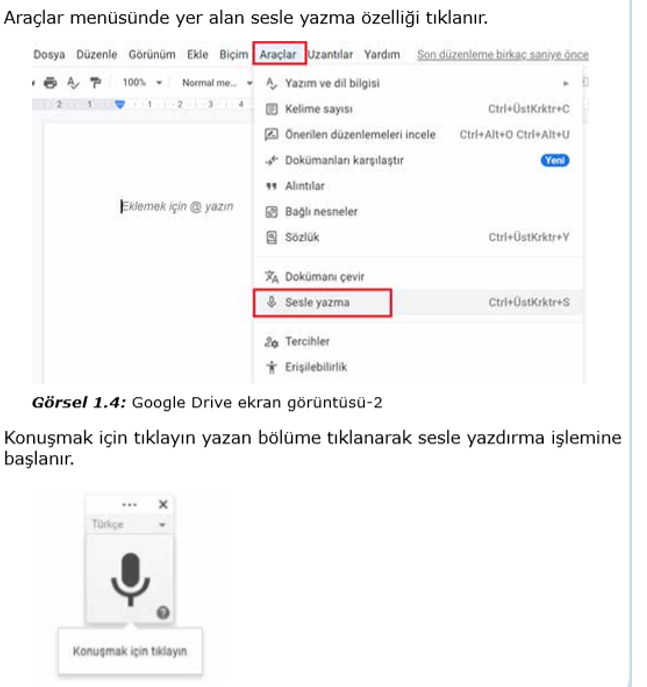 Araçlar menüsünde yer alan sesle yazma özelliği tıklanır.
Dosya Düzenle Görünüm Ekle Biçim Araçlar Uzantılar Yardım Son düzenleme birkaç saniye önce
100% Normal me...
2 1 1 2 3 4
Yazım ve dil bilgisi
Kelime sayısı Ctrl+ÜstKrktr+C
Önerilen düzenlemeleri incele Ctrl+Alt+O Ctrl+Alt+U
Dokümanları karşılaştır Yeni
Eklemek için @ yazın
Alıntılar
Bağlı nesneler
Sözlük Ctrl+ÜstKrktr+Y
Dokümanı çevir
Sesle yazma Ctrl+ÜstKrktr+S
Tercihler
Erişilebilirlik
Görsel 1.4: Google Drive ekran görüntüsü-2
Konuşmak için tıklayın yazan bölüme tıklanarak sesle yazdırma işlemine
başlanır.
Türkçe
Konuşmak için tıklayın